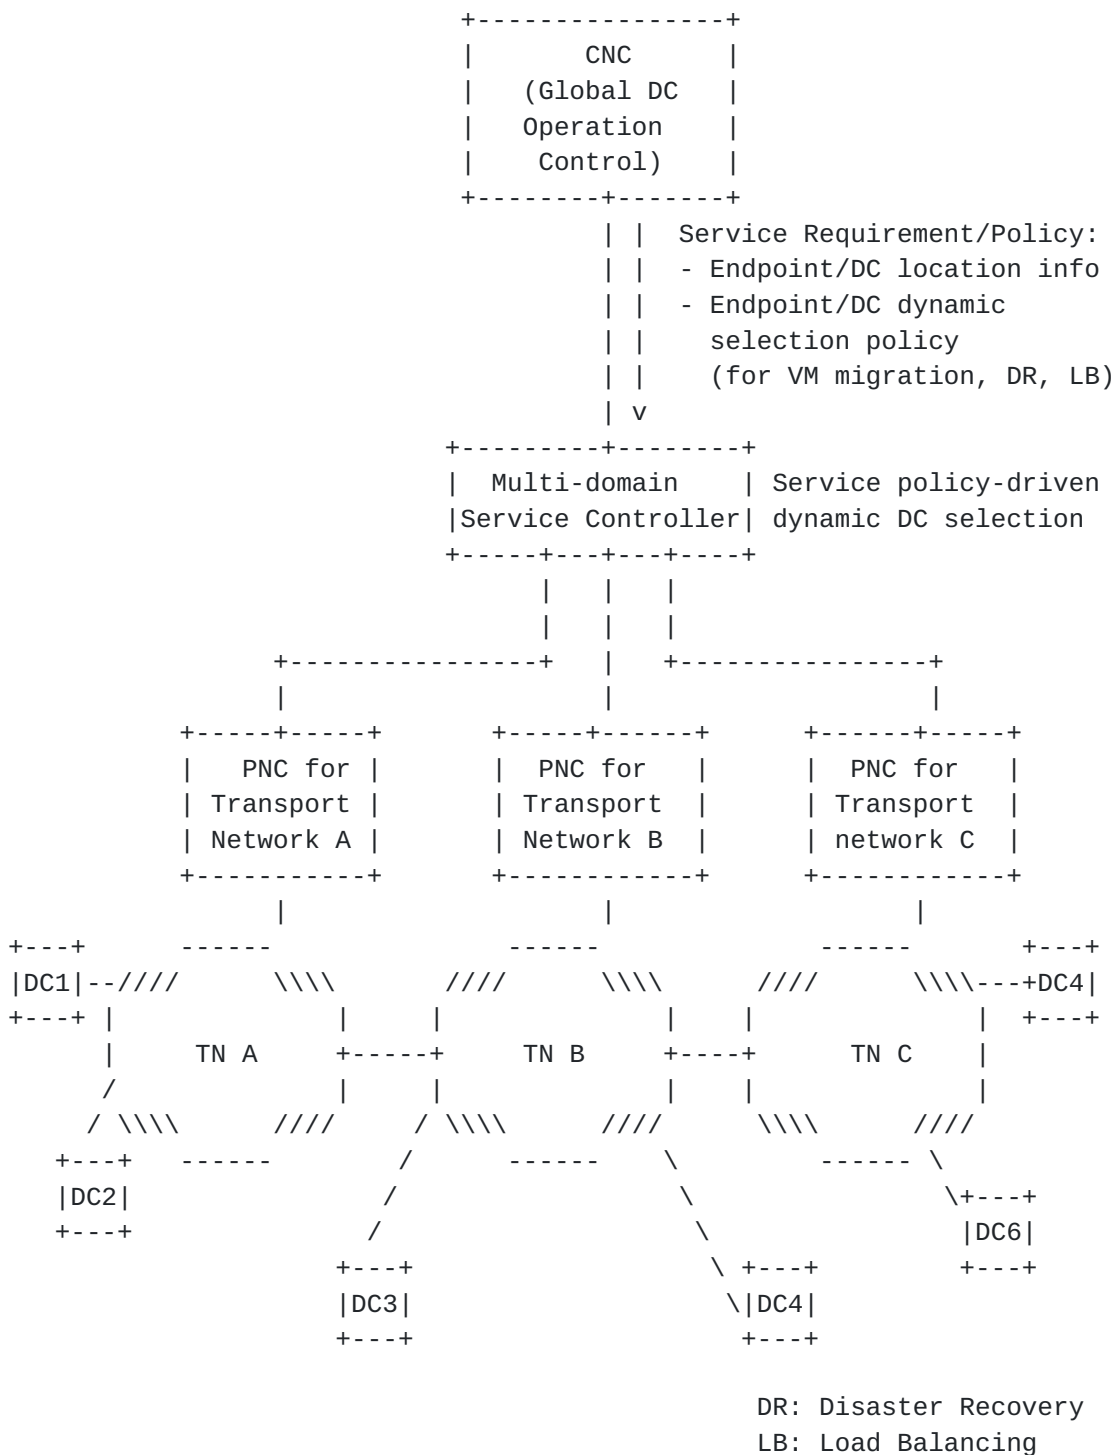 CNC
(Global DC
Operation
Control)
Service Requirement/Policy:
- Endpoint/DC location info
- Endpoint/DC dynamic
selection policy
(for VM migration, DR, LB)
v
Multi-domain Service policy-driven
Service Controller dynamic DC selection
PNC for PNC for PNC for
Transport Transport Transport
Network A Network B network C
DC1 DC4
TN A TN B TN C
DC2
DC6
DC3 DC4
DR: Disaster Recovery
LB: Load Balancing